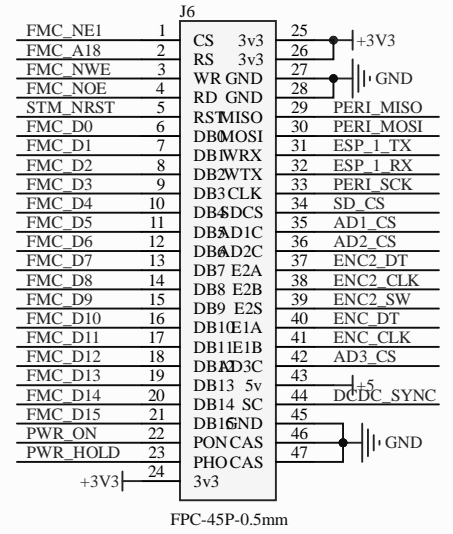 J6
FMC_NE1 1 CS 3v3 25 +3V3
FMC_A18 2 RS 3v3 26
FMC_NWE 3 WR GND 27 GND
FMC_NOE 4 RD GND 28
STM_NRST 5 RST MISO 29 PERI_MISO
FMC_D0 6 DB0 MOSI 30 PERI_MOSI
FMC_D1 7 DB1 WRX 31 ESP_1_TX
FMC_D2 8 DB2 WTX 32 ESP_1_RX
FMC_D3 9 DB3 CLK 33 PERI_SCK
FMC_D4 10 DB4 SDCS 34 SD_CS
FMC_D5 11 DB5 AD1C 35 AD1_CS
FMC_D6 12 DB6 AD2C 36 AD2_CS
FMC_D7 13 DB7 E2A 37 ENC2_DT
FMC_D8 14 DB8 E2B 38 ENC2_CLK
FMC_D9 15 DB9 E2S 39 ENC2_SW
FMC_D10 16 DB10 E1A 40 ENC_DT
FMC_D11 17 DB11 E1B 41 ENC_CLK
FMC_D12 18 DB12 AD3C 42 AD3_CS
FMC_D13 19 DB13 5v 43 +5
FMC_D14 20 DB14 SC 44 DCDC_SYNC
FMC_D15 21 DB15 GND 45
PWR_ON 22 PON CAS 46 GND
PWR_HOLD 23 PHO CAS 47
+3V3 24 3v3
FPC-45P-0.5mm